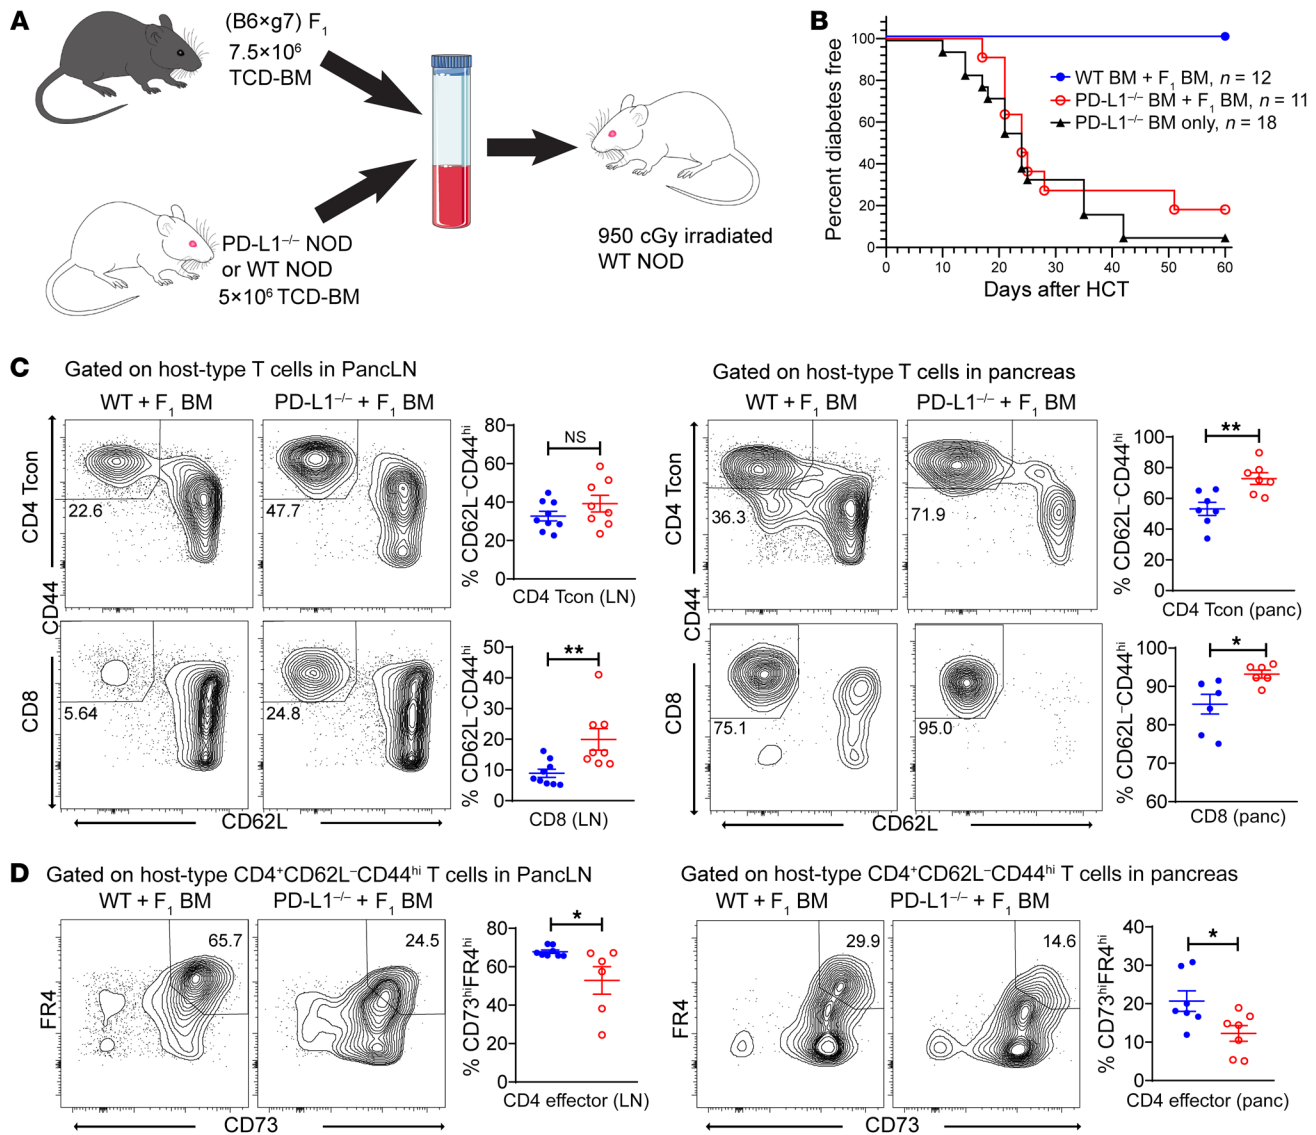 A
(B6×g7) F1
7.5×10⁶
TCD-BM
PD-L1⁻/⁻ NOD
or WT NOD
5×10⁶ TCD-BM
950 cGy irradiated
WT NOD
B
Percent diabetes free
100
80
60
40
20
0
0 10 20 30 40 50 60
Days after HCT
WT BM + F1 BM, n = 12
PD-L1⁻/⁻ BM + F1 BM, n = 11
PD-L1⁻/⁻ BM only, n = 18
C
Gated on host-type T cells in PancLN
WT + F1 BM PD-L1⁻/⁻ + F1 BM
CD4 Tcon
22.6
47.7
% CD62L⁻CD44hi
80
60
40
20
0
NS
CD4 Tcon (LN)
CD44
CD8
5.64
24.8
CD62L
% CD62L⁻CD44hi
50
40
30
20
10
0
**
CD8 (LN)
Gated on host-type T cells in pancreas
WT + F1 BM PD-L1⁻/⁻ + F1 BM
CD4 Tcon
36.3
71.9
% CD62L⁻CD44hi
100
80
60
40
20
0
**
CD4 Tcon (panc)
CD44
CD8
75.1
95.0
CD62L
% CD62L⁻CD44hi
100
90
80
70
60
*
CD8 (panc)
D
Gated on host-type CD4⁺CD62L⁻CD44hi T cells in PancLN
WT + F1 BM PD-L1⁻/⁻ + F1 BM
FR4
65.7
24.5
CD73
% CD73hiFR4hi
80
60
40
20
0
*
CD4 effector (LN)
Gated on host-type CD4⁺CD62L⁻CD44hi T cells in pancreas
WT + F1 BM PD-L1⁻/⁻ + F1 BM
FR4
29.9
14.6
CD73
% CD73hiFR4hi
40
30
20
10
0
*
CD4 effector (panc)